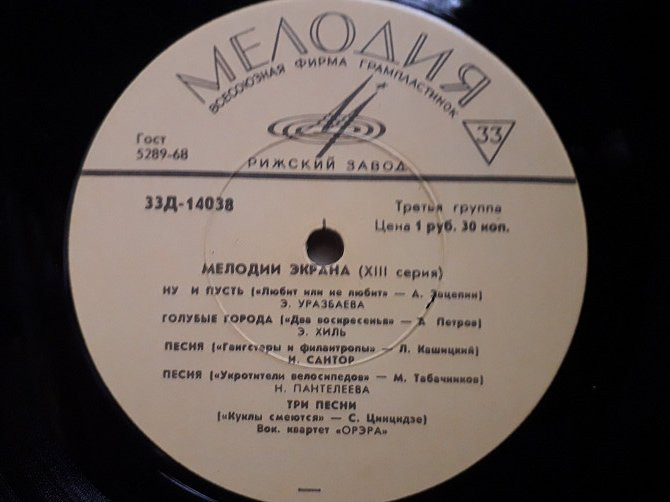 МЕЛОДИЯ
ВСЕСОЮЗНАЯ ФИРМА ГРАМПЛАСТИНОК
Гост
5289-68
33
РИЖСКИЙ ЗАВОД
33Д-14038
Третья группа
Цена 1 руб. 30 коп.
МЕЛОДИИ ЭКРАНА (XIII серия)
НУ И ПУСТЬ («Любит или не любит» — А. Зацепин)
Э. УРАЗБАЕВА
ГОЛУБЫЕ ГОРОДА («Два воскресенья» — А Петров)
Э. ХИЛЬ
ПЕСНЯ («Гангстеры и филантропы» — Л. Кашицкий)
И. САНТОР
ПЕСНЯ («Укротители велосипедов» — М. Табачников)
Н. ПАНТЕЛЕЕВА
ТРИ ПЕСНИ
(«Куклы смеются» — С. Цинцидзе)
Вок. квартет «ОРЭРА»